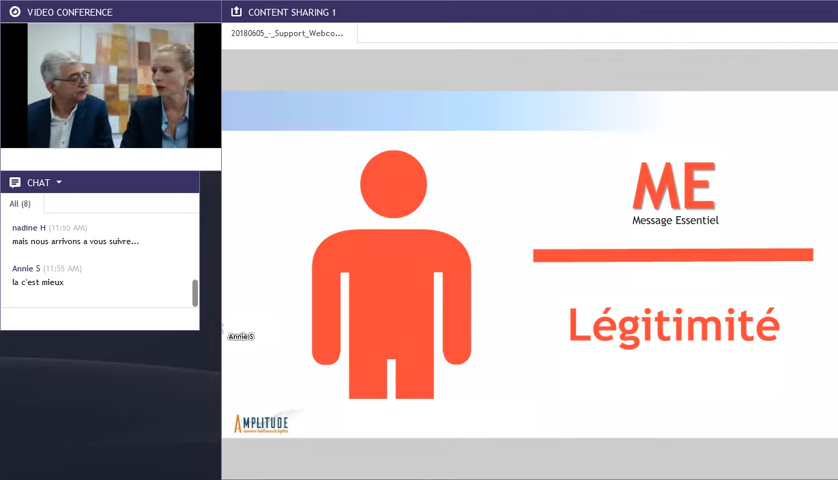 VIDEO CONFERENCE
CONTENT SHARING 1
20180605_-_Support_Webco...
CHAT
All (8)
nadine H (11:55 AM)
mais nous arrivons a vous suivre...
Annie S (11:55 AM)
la c'est mieux
ME
Message Essentiel
Légitimité
Annie S
AMPLITUDE